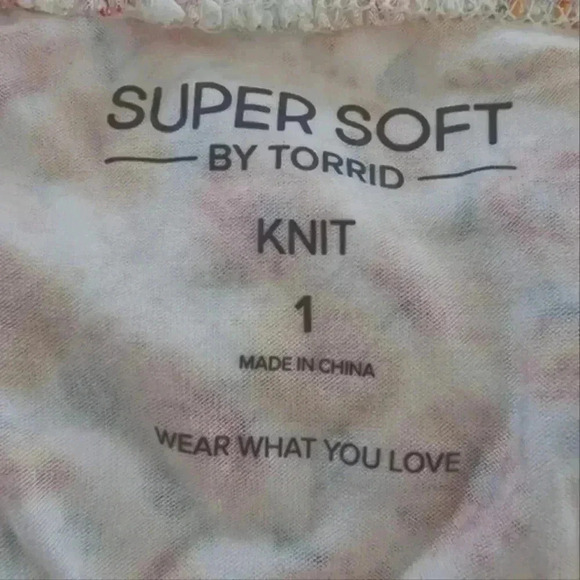 SUPER SOFT
BY TORRID
KNIT
1
MADE IN CHINA
WEAR WHAT YOU LOVE